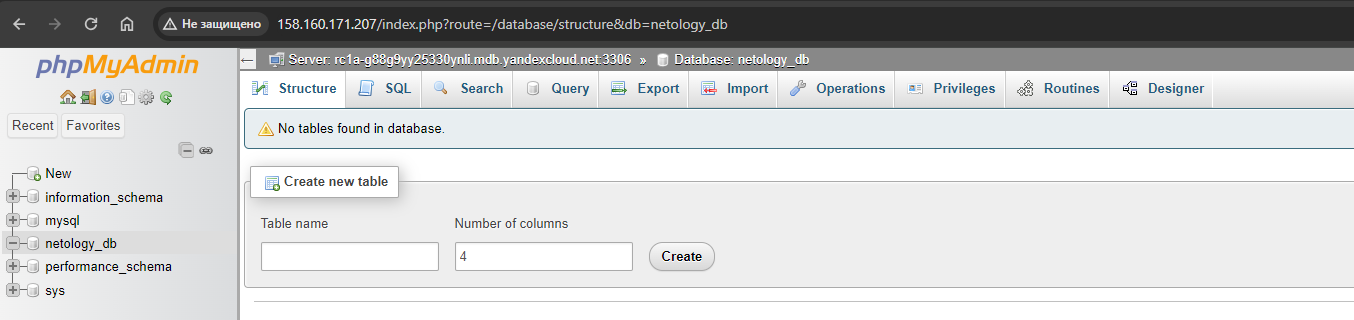 Не защищено 158.160.171.207/index.php?route=/database/structure&db=netology_db
phpMyAdmin
Recent Favorites
New
information_schema
mysql
netology_db
performance_schema
sys
Server: rc1a-g88g9yy25330ynli.mdb.yandexcloud.net:3306 » Database: netology_db
Structure SQL Search Query Export Import Operations Privileges Routines Designer
No tables found in database.
Create new table
Table name Number of columns
4 Create